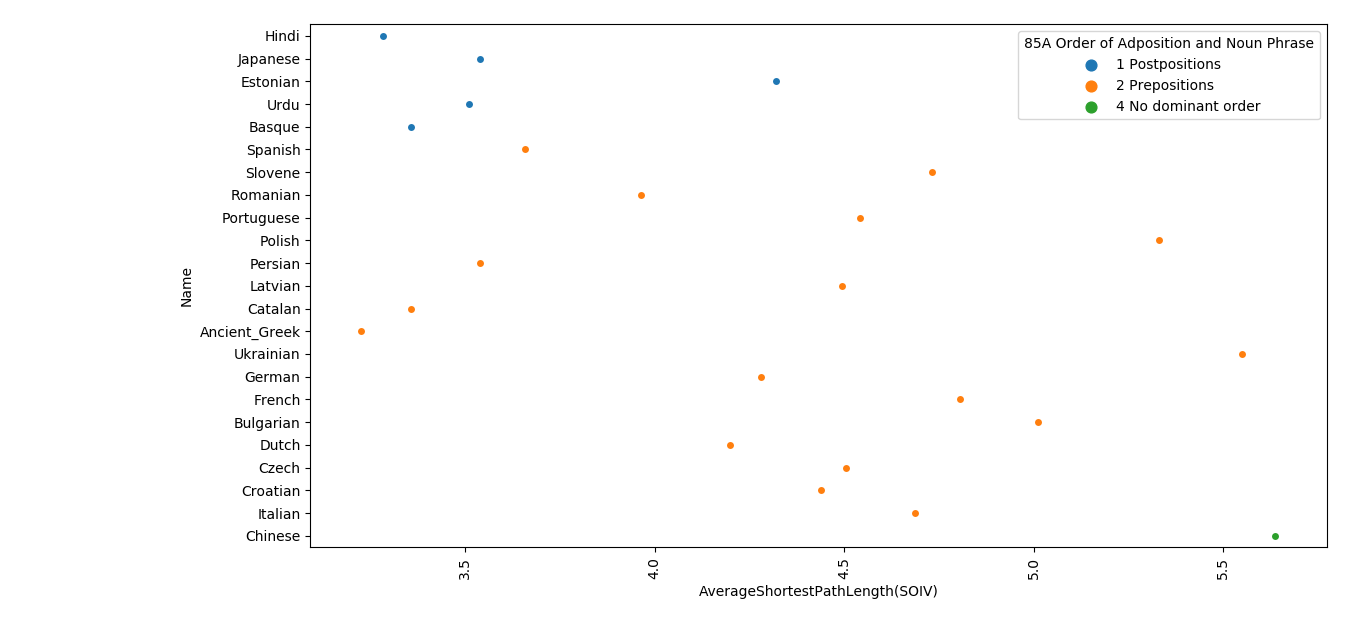 85A Order of Adposition and Noun Phrase
1 Postpositions
2 Prepositions
4 No dominant order
Name
Hindi
Japanese
Estonian
Urdu
Basque
Spanish
Slovene
Romanian
Portuguese
Polish
Persian
Latvian
Catalan
Ancient_Greek
Ukrainian
German
French
Bulgarian
Dutch
Czech
Croatian
Italian
Chinese
3.5
4.0
4.5
5.0
5.5
AverageShortestPathLength(SOIV)